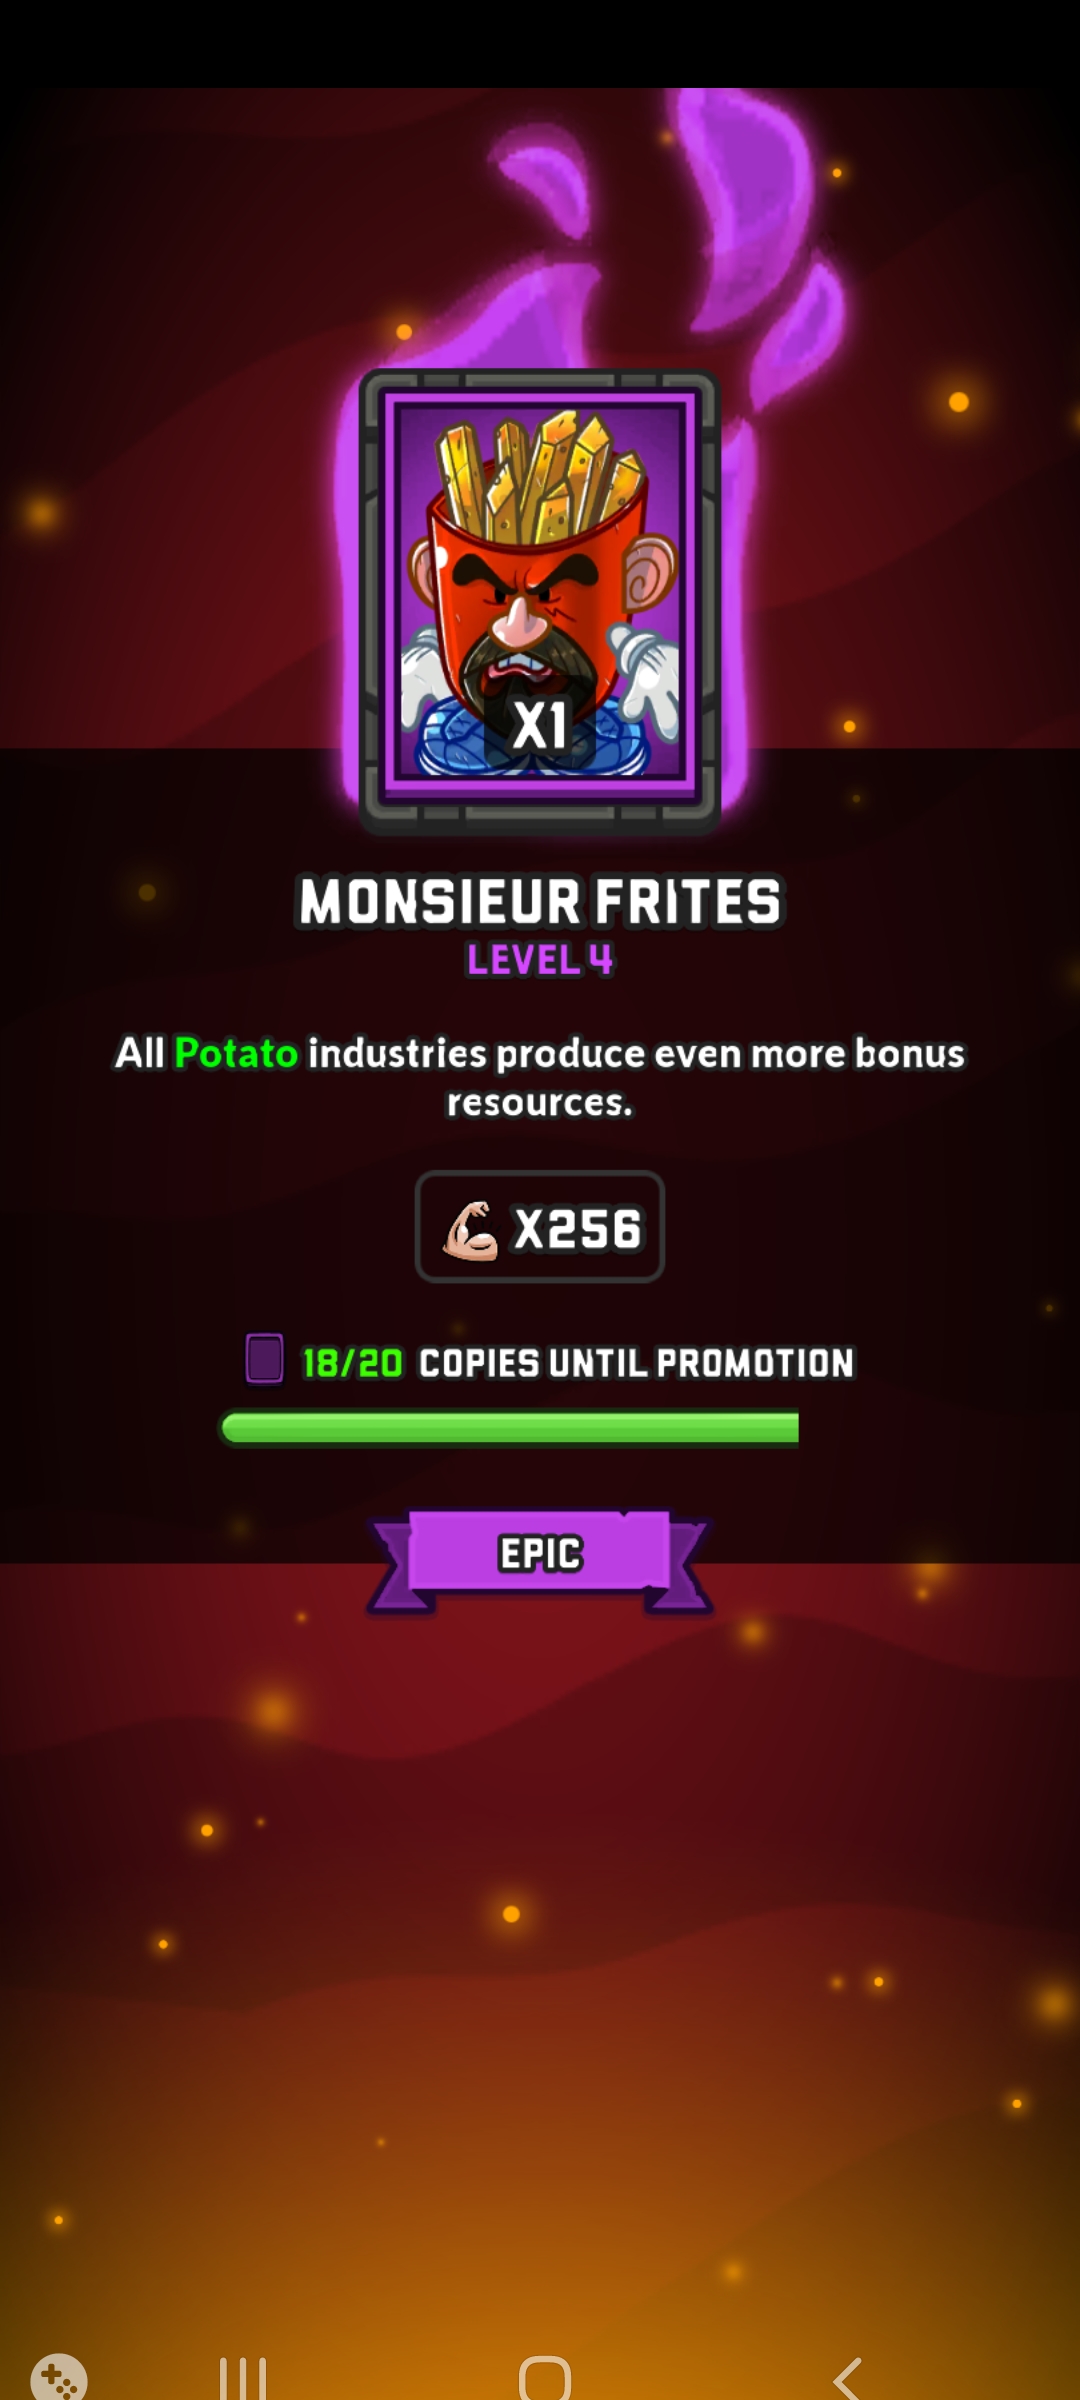 X1
MONSIEUR FRITES
LEVEL 4
All Potato industries produce even more bonus
resources.
X256
18/20 COPIES UNTIL PROMOTION
EPIC